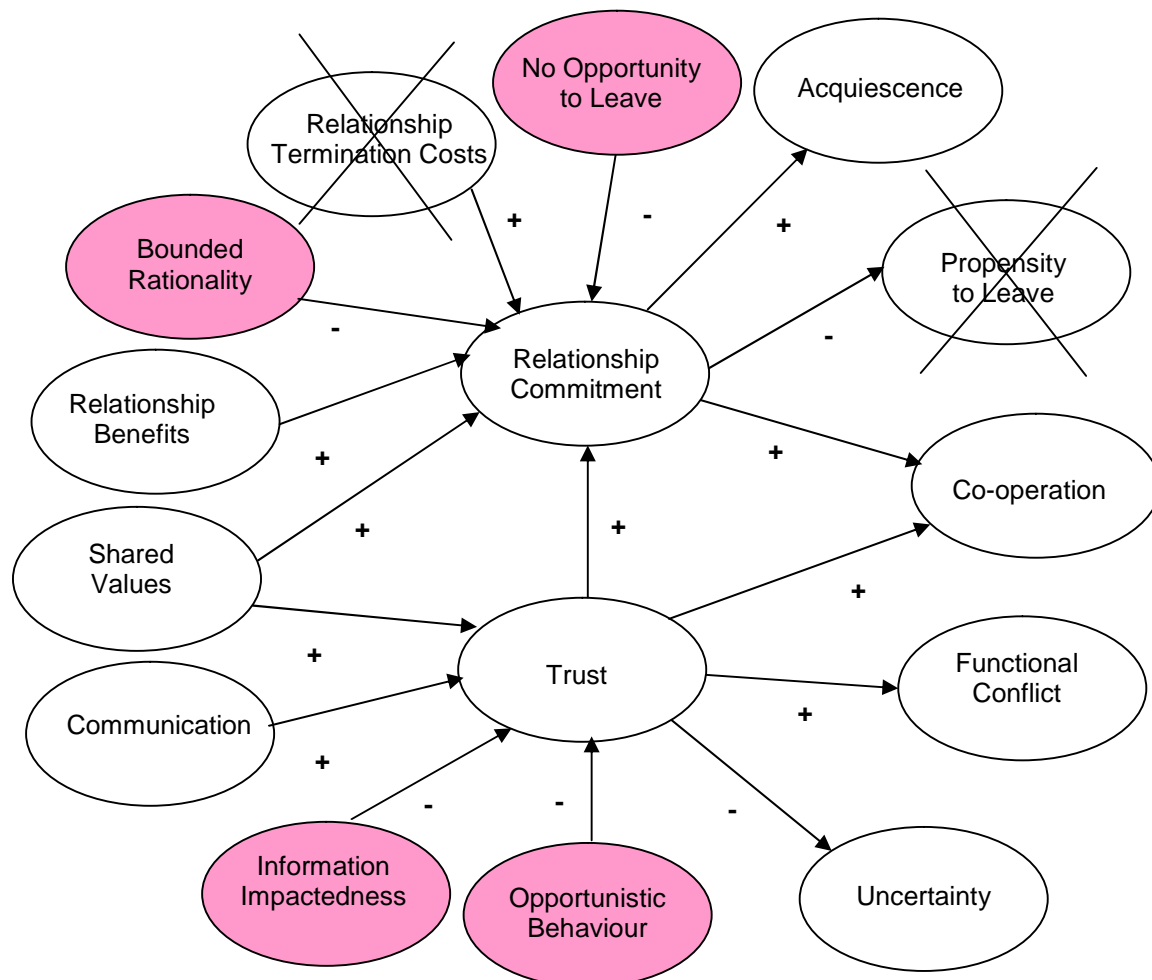 No Opportunity
to Leave
Acquiescence
Relationship
Termination Costs
+
-
+
Bounded
Rationality
-
Propensity
to Leave
-
Relationship
Commitment
Relationship
Benefits
+
+
Co-operation
+
+
Shared
Values
+
+
Trust
Functional
Conflict
+
Communication
+
-
-
-
Information
Impactedness
Opportunistic
Behaviour
Uncertainty